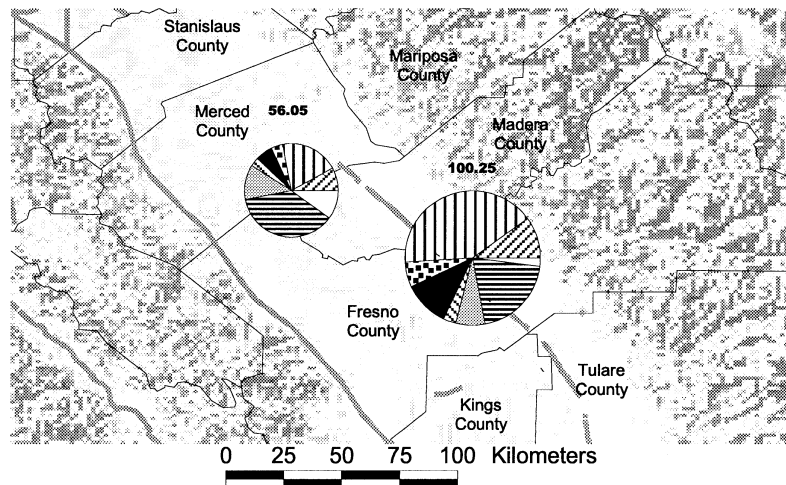 Stanislaus
County
Mariposa
County
Merced
County
56.05
Madera
County
100.25
Fresno
County
Tulare
County
Kings
County
0 25 50 75 100 Kilometers